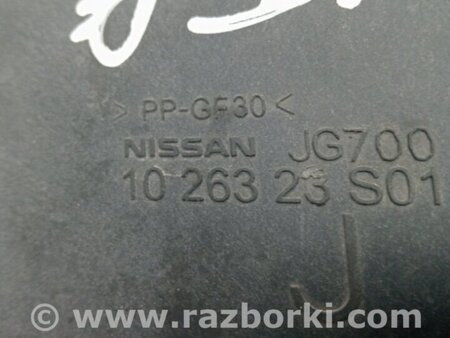 >PP-GF30<
NISSAN JG700
10 263 23 S01
J
© www.razborki.com